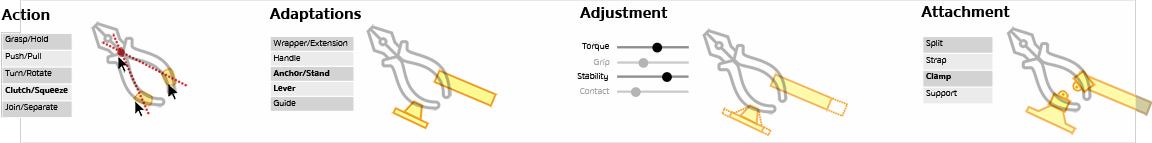 Action
Grasp/Hold
Push/Pull
Turn/Rotate
Clutch/Squeeze
Join/Separate
Adaptations
Wrapper/Extension
Handle
Anchor/Stand
Lever
Guide
Adjustment
Torque
Grip
Stability
Contact
Attachment
Split
Strap
Clamp
Support